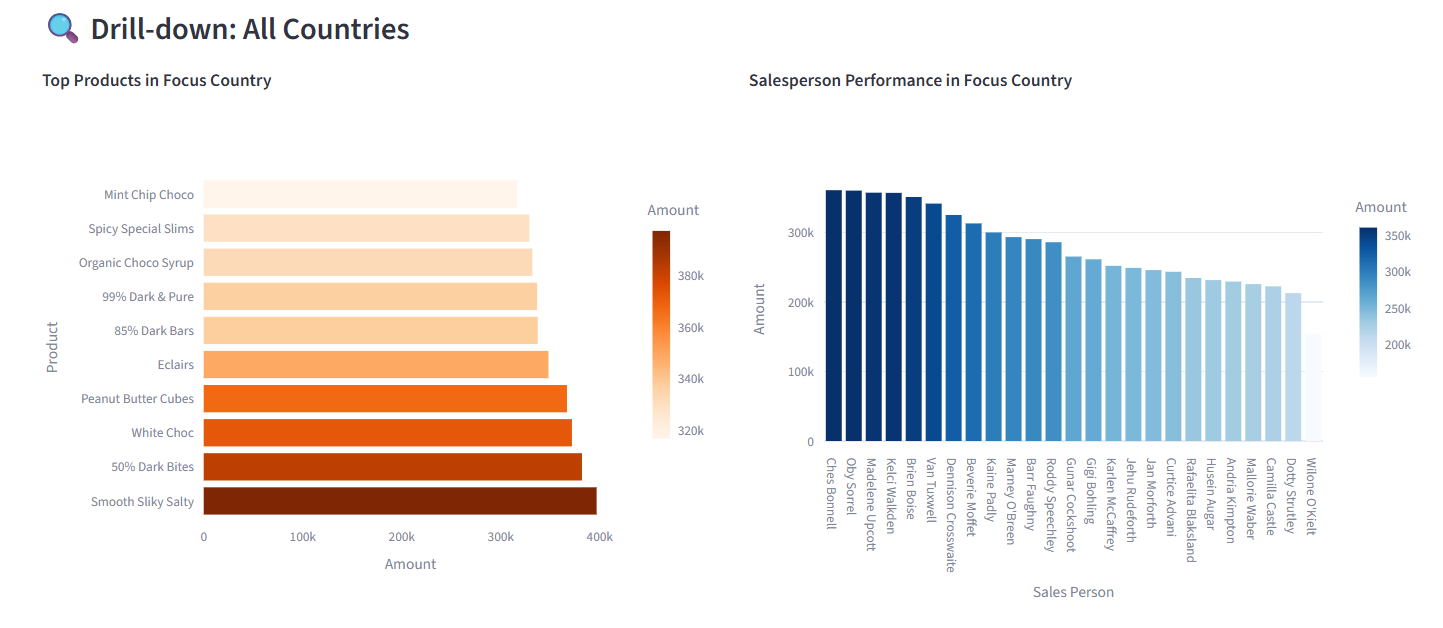 Drill-down: All Countries
Top Products in Focus Country
Product
Mint Chip Choco
Spicy Special Slims
Organic Choco Syrup
99% Dark & Pure
85% Dark Bars
Eclairs
Peanut Butter Cubes
White Choc
50% Dark Bites
Smooth Sliky Salty
0 100k 200k 300k 400k
Amount
Amount
380k
360k
340k
320k
Salesperson Performance in Focus Country
Amount
300k
200k
100k
0
Ches Bonnell
Oby Sorrel
Madelene Upcott
Kelci Walkden
Brien Boise
Van Tuxwell
Dennison Crosswaite
Beverie Moffet
Kaine Padly
Marney O'Breen
Barr Faughny
Roddy Speechley
Gunar Cockshoot
Gigi Bohling
Karlen McCaffrey
Jehu Rudeforth
Jan Morforth
Curtice Advani
Rafaelita Blaksland
Husein Augar
Andria Kimpton
Mallorie Waber
Camilla Castle
Dotty Strutley
Wilone O'Kielt
Sales Person
Amount
350k
300k
250k
200k